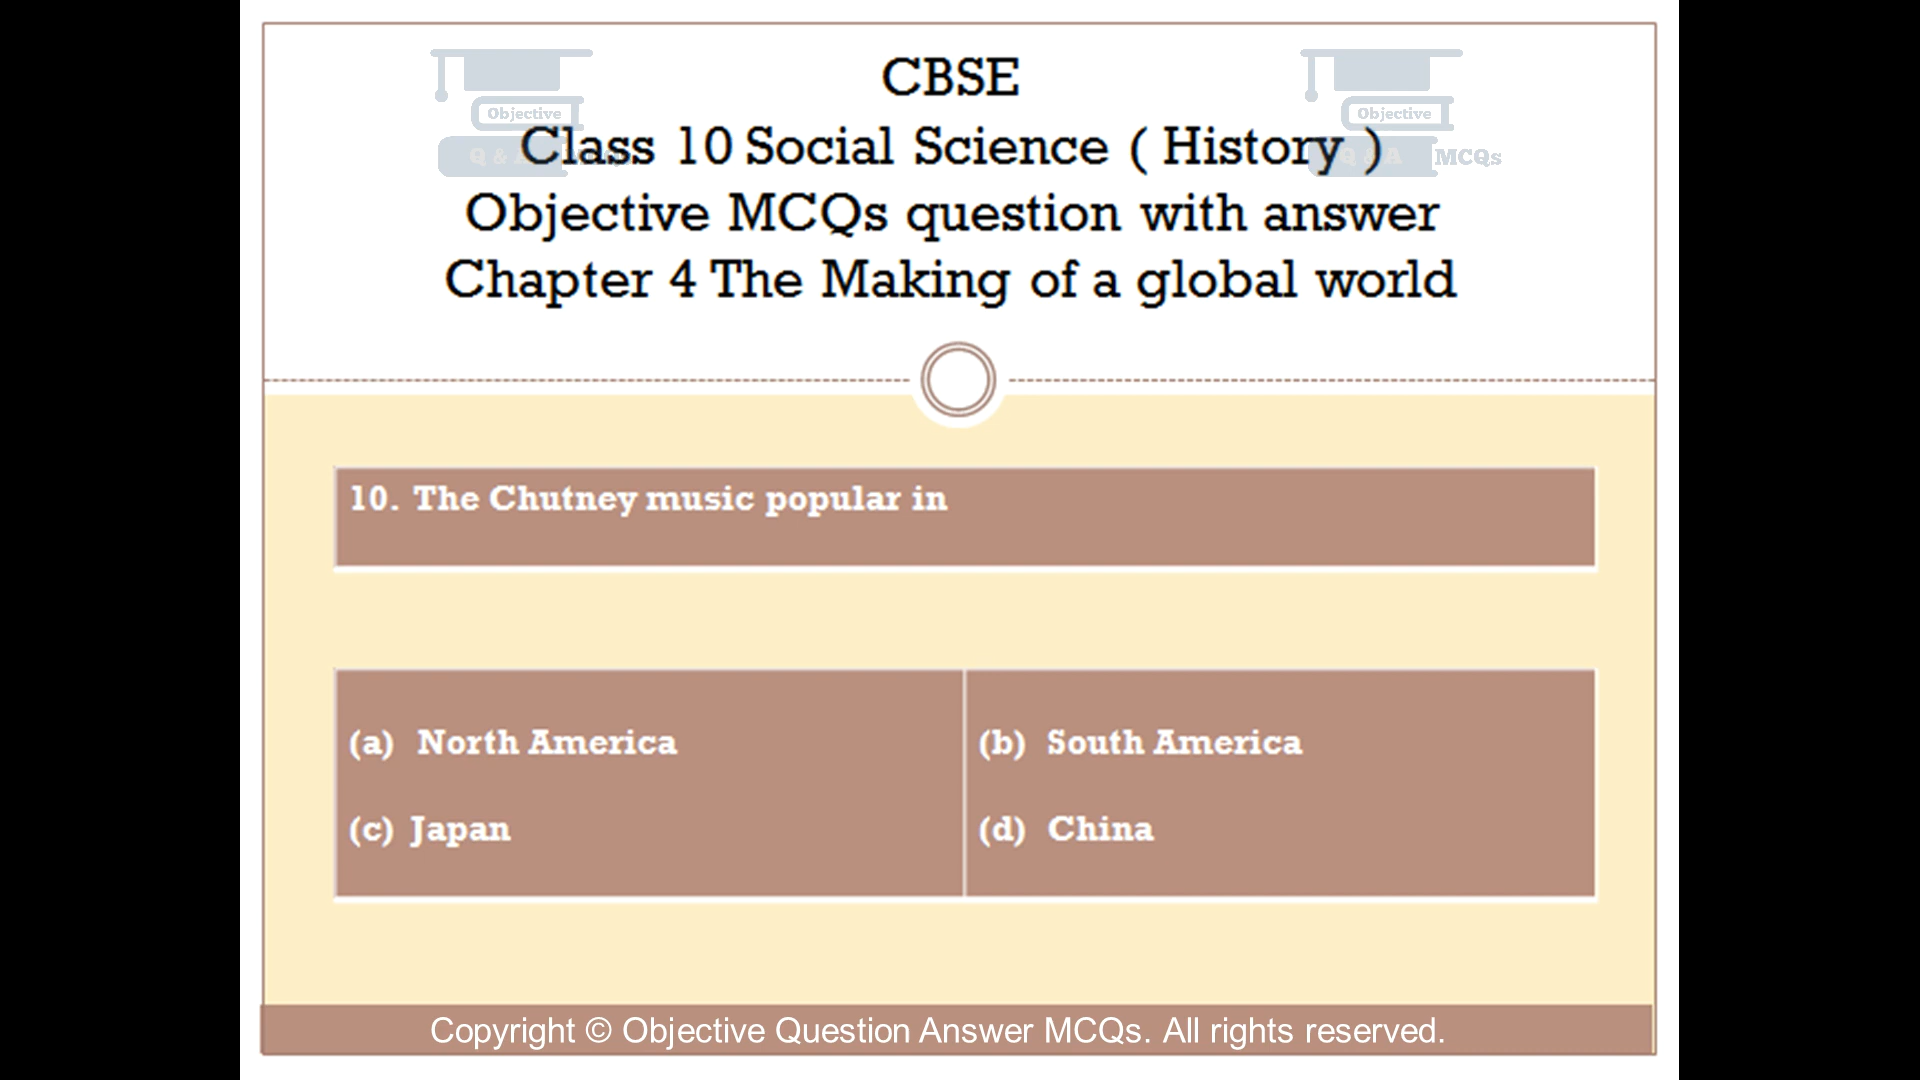 CBSE
Objective
Objective
Class 10 Social Science ( History )
Q & A
Q & A MCQs
Objective MCQs question with answer
Chapter 4 The Making of a global world
10. The Chutney music popular in
(a) North America
(b) South America
(c) Japan
(d) China
Copyright © Objective Question Answer MCQs. All rights reserved.